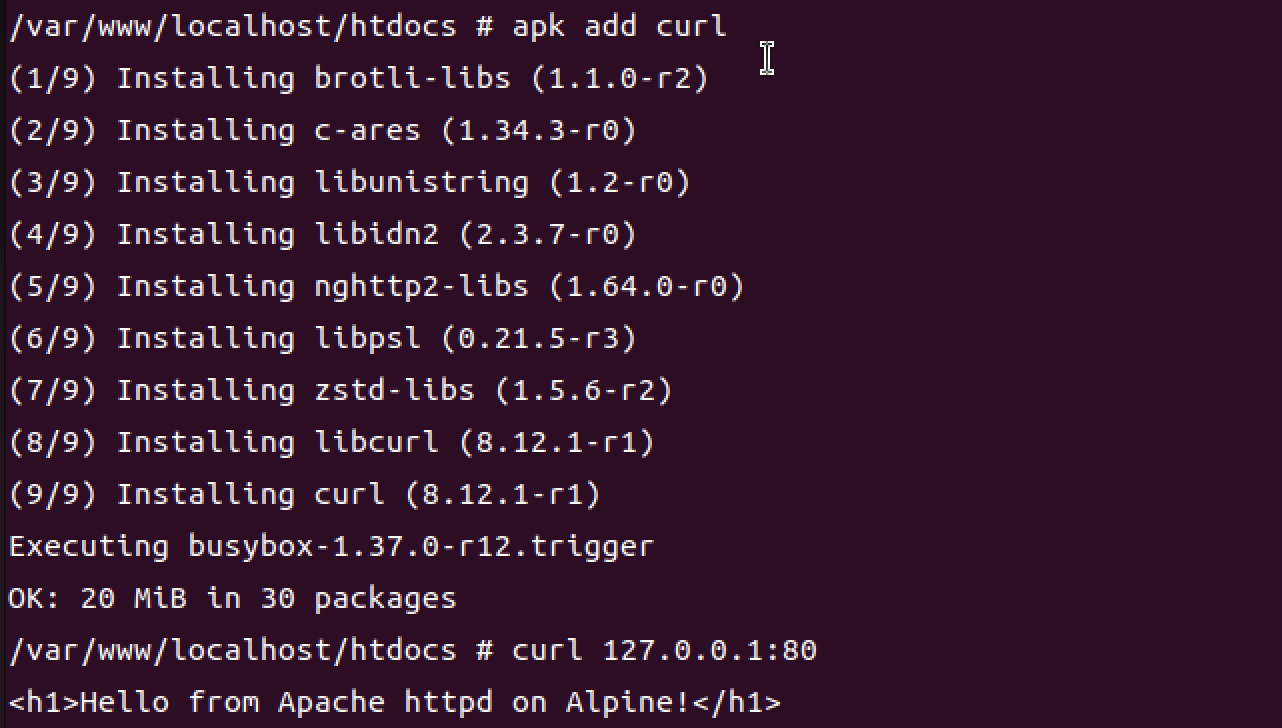 /var/www/localhost/htdocs # apk add curl
(1/9) Installing brotli-libs (1.1.0-r2)
(2/9) Installing c-ares (1.34.3-r0)
(3/9) Installing libunistring (1.2-r0)
(4/9) Installing libidn2 (2.3.7-r0)
(5/9) Installing nghttp2-libs (1.64.0-r0)
(6/9) Installing libpsl (0.21.5-r3)
(7/9) Installing zstd-libs (1.5.6-r2)
(8/9) Installing libcurl (8.12.1-r1)
(9/9) Installing curl (8.12.1-r1)
Executing busybox-1.37.0-r12.trigger
OK: 20 MiB in 30 packages
/var/www/localhost/htdocs # curl 127.0.0.1:80
<h1>Hello from Apache httpd on Alpine!</h1>